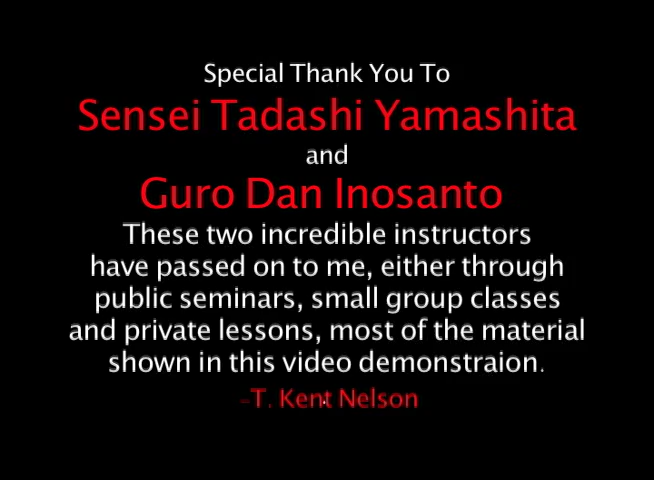 Special Thank You To
Sensei Tadashi Yamashita
and
Guro Dan Inosanto
These two incredible instructors
have passed on to me, either through
public seminars, small group classes
and private lessons, most of the material
shown in this video demonstraion.
-T. Kent Nelson